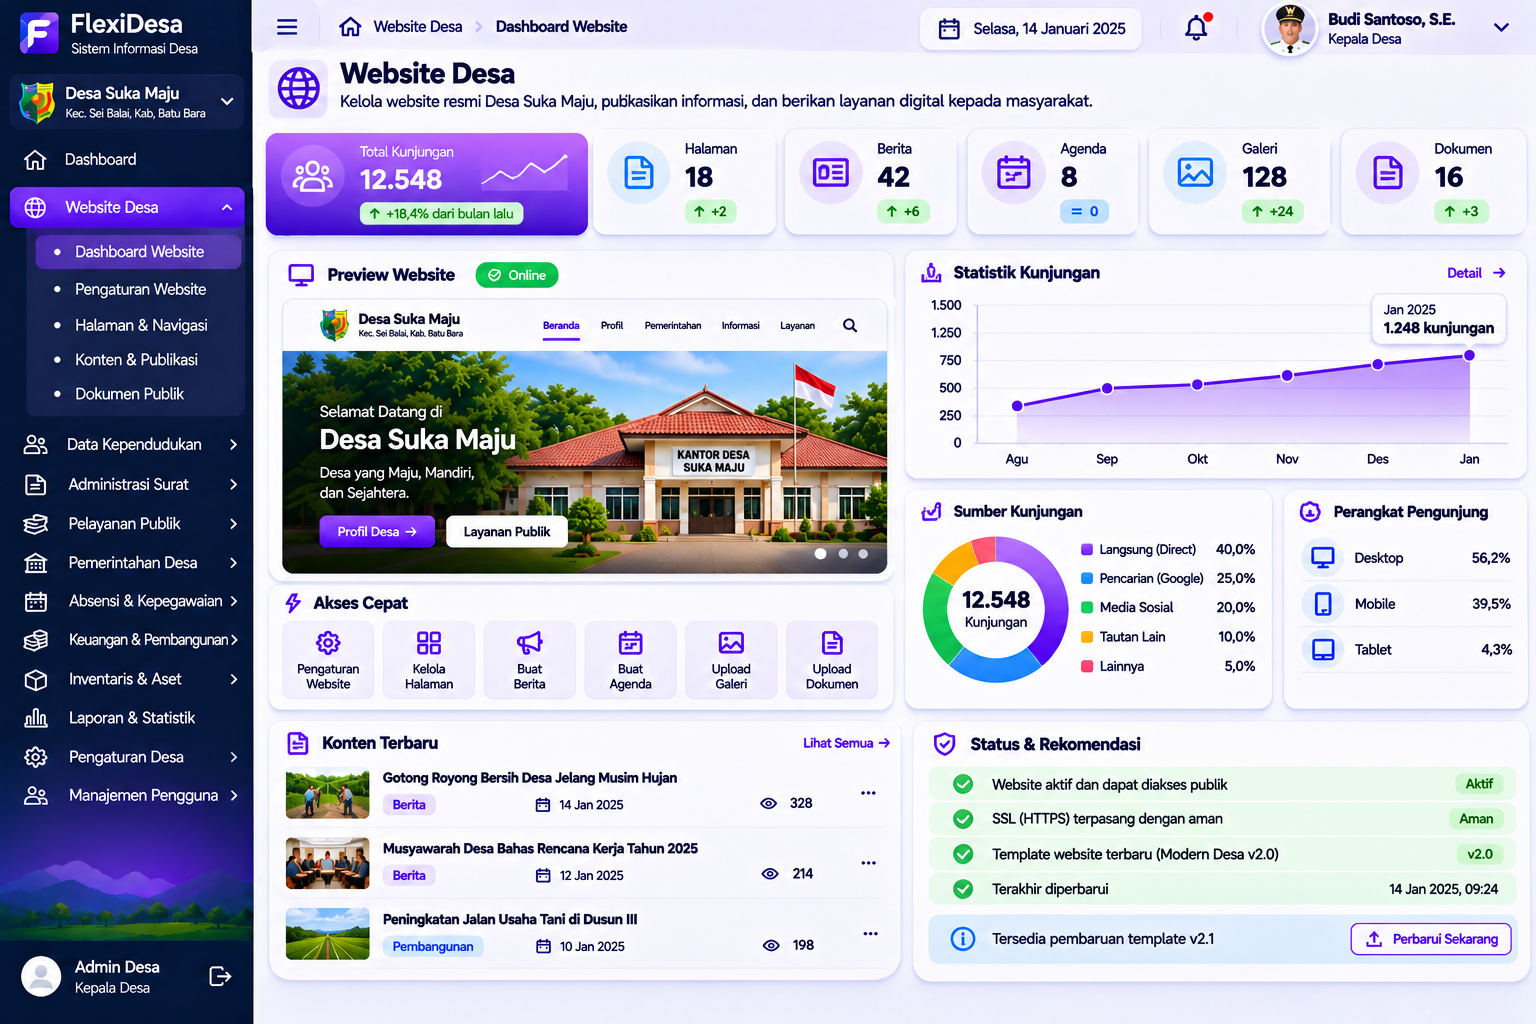 FlexiDesa
Sistem Informasi Desa
Desa Suka Maju
Kec. Sei Balai, Kab, Batu Bara
Dashboard
Website Desa
Dashboard Website
Pengaturan Website
Halaman & Navigasi
Konten & Publikasi
Dokumen Publik
Data Kependudukan
Administrasi Surat
Pelayanan Publik
Pemerintahan Desa
Absensi & Kepegawaian
Keuangan & Pembangunan
Inventaris & Aset
Laporan & Statistik
Pengaturan Desa
Manajemen Pengguna
Admin Desa
Kepala Desa
Website Desa
Dashboard Website
Selasa, 14 Januari 2025
Budi Santoso, S.E.
Kepala Desa
Website Desa
Kelola website resmi Desa Suka Maju, publkasikan informasi, dan berikan layanan digital kepada masyarakat.
Total Kunjungan
12.548
+18,4% dari bulan lalu
Halaman
18
+2
Berita
42
+6
Agenda
8
= 0
Galeri
128
+24
Dokumen
16
+3
Preview Website
Online
Desa Suka Maju
Kec. Sei Balai, Kab, Batu Bara
Beranda
Profil
Pemerintahan
Informasi
Layanan
Selamat Datang di
Desa Suka Maju
Desa yang Maju, Mandiri,
dan Sejahtera.
Profil Desa →
Layanan Publik
KANTOR DESA
SUKA MAJU
Statistik Kunjungan
Detail →
1.500
1.250
750
500
250
0
Jan 2025
1.248 kunjungan
Agu
Sep
Okt
Nov
Des
Jan
Sumber Kunjungan
12.548
Kunjungan
Langsung (Direct) 40,0%
Pencarian (Google) 25,0%
Media Sosial 20,0%
Tautan Lain 10,0%
Lainnya 5,0%
Perangkat Pengunjung
Desktop 56,2%
Mobile 39,5%
Tablet 4,3%
Akses Cepat
Pengaturan
Website
Kelola
Halaman
Buat
Berita
Buat
Agenda
Upload
Galeri
Upload
Dokumen
Konten Terbaru
Lihat Semua →
Gotong Royong Bersih Desa Jelang Musim Hujan
Berita
14 Jan 2025
328
Musyawarah Desa Bahas Rencana Kerja Tahun 2025
Berita
12 Jan 2025
214
Peningkatan Jalan Usaha Tani di Dusun III
Pembangunan
10 Jan 2025
198
Status & Rekomendasi
Website aktif dan dapat diakses publik
Aktif
SSL (HTTPS) terpasang dengan aman
Aman
Template website terbaru (Modern Desa v2.0)
v2.0
Terakhir diperbarui
14 Jan 2025, 09:24
Tersedia pembaruan template v2.1
Perbarui Sekarang